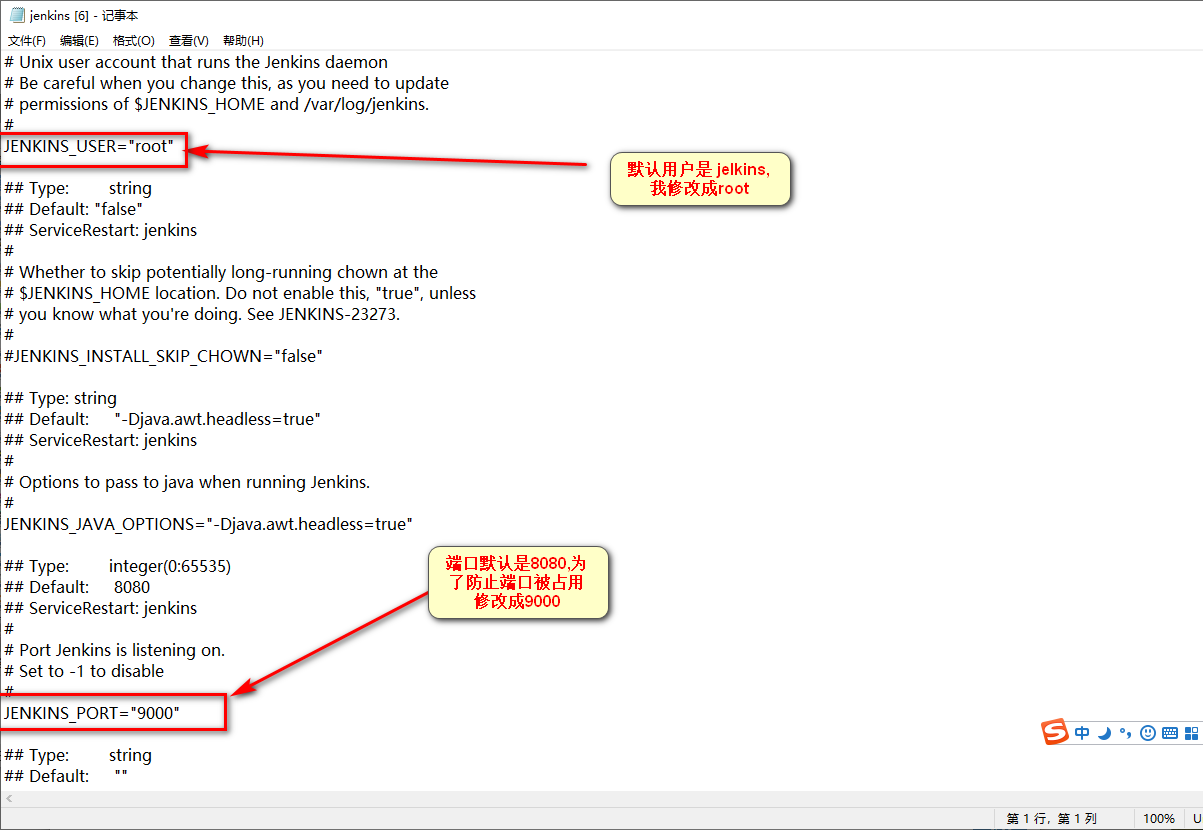 jenkins [6] - 记事本
文件(F) 编辑(E) 格式(O) 查看(V) 帮助(H)
# Unix user account that runs the Jenkins daemon
# Be careful when you change this, as you need to update
# permissions of $JENKINS_HOME and /var/log/jenkins.
#
JENKINS_USER="root"
默认用户是 jelkins,
我修改成root
## Type: string
## Default: "false"
## ServiceRestart: jenkins
#
# Whether to skip potentially long-running chown at the
# $JENKINS_HOME location. Do not enable this, "true", unless
# you know what you're doing. See JENKINS-23273.
#
#JENKINS_INSTALL_SKIP_CHOWN="false"
## Type: string
## Default: "-Djava.awt.headless=true"
## ServiceRestart: jenkins
#
# Options to pass to java when running Jenkins.
#
JENKINS_JAVA_OPTIONS="-Djava.awt.headless=true"
端口默认是8080,为
了防止端口被占用
修改成9000
## Type: integer(0:65535)
## Default: 8080
## ServiceRestart: jenkins
#
# Port Jenkins is listening on.
# Set to -1 to disable
#
JENKINS_PORT="9000"
## Type: string
## Default: ""
S 中
第 1 行，第 1 列 100% U